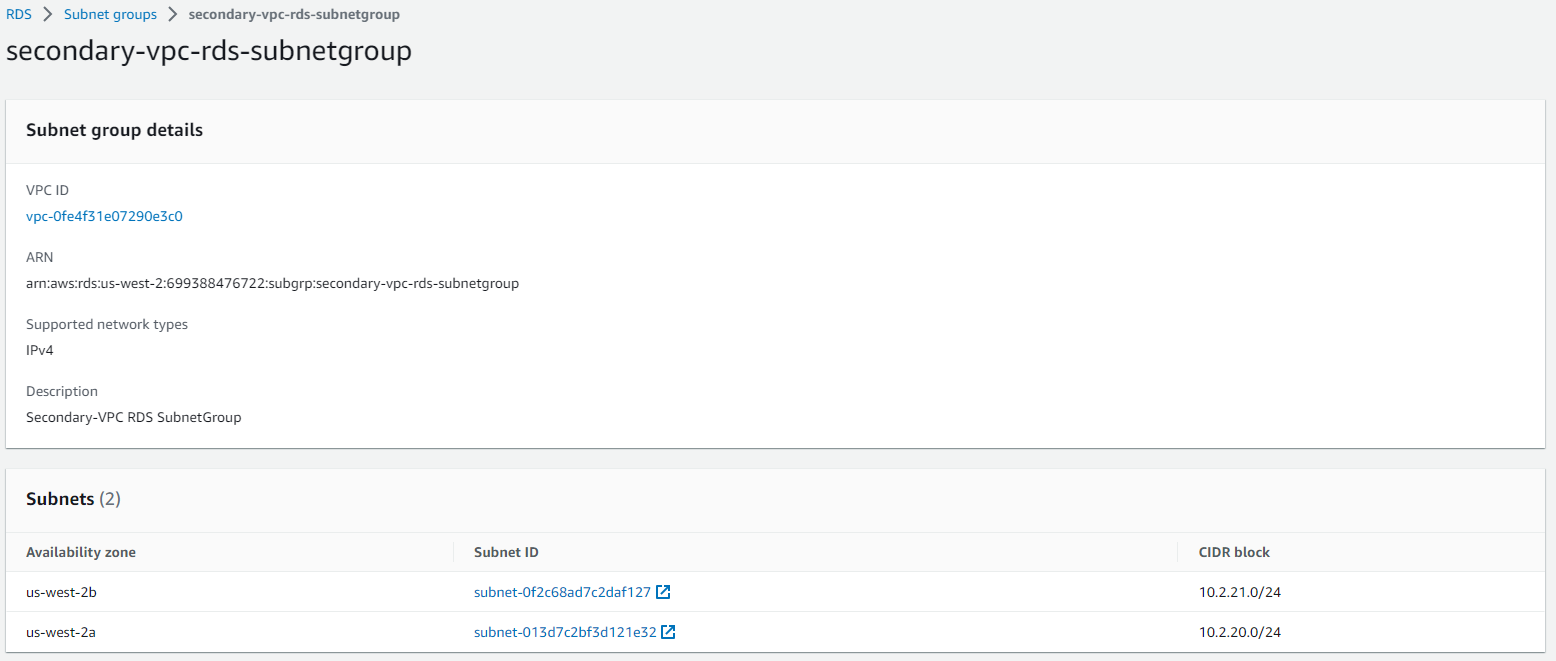 RDS > Subnet groups > secondary-vpc-rds-subnetgroup
secondary-vpc-rds-subnetgroup
Subnet group details
VPC ID
vpc-0fe4f31e07290e3c0
ARN
arn:aws:rds:us-west-2:699388476722:subgrp:secondary-vpc-rds-subnetgroup
Supported network types
IPv4
Description
Secondary-VPC RDS SubnetGroup
Subnets (2)
Availability zone Subnet ID CIDR block
us-west-2b subnet-0f2c68ad7c2daf127 10.2.21.0/24
us-west-2a subnet-013d7c2bf3d121e32 10.2.20.0/24